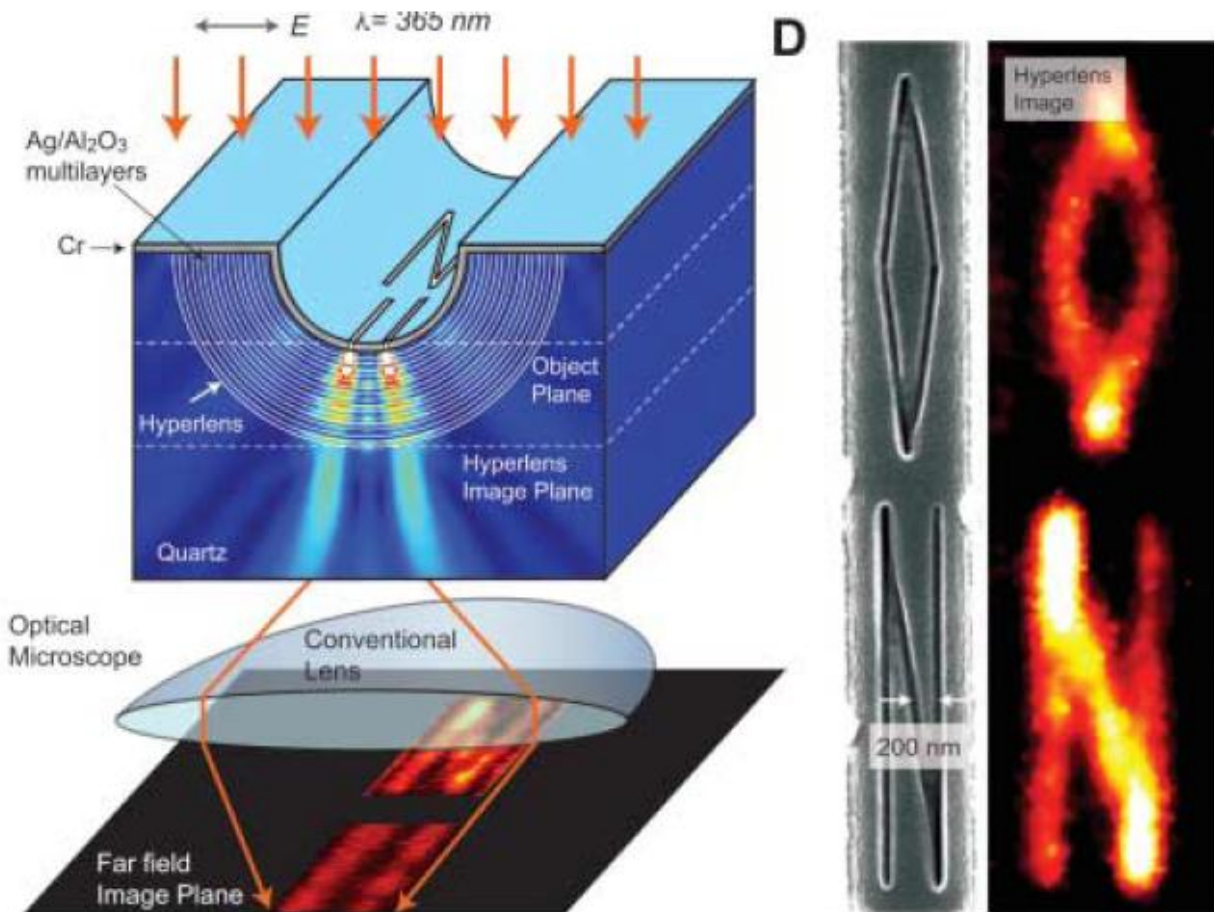 E
λ= 365 nm
Ag/Al₂O₃
multilayers
Cr
Object
Plane
Hyperlens
Hyperlens
Image Plane
Quartz
Optical
Microscope
Conventional
Lens
Far field
Image Plane
D
Hyperlens
Image
200 nm